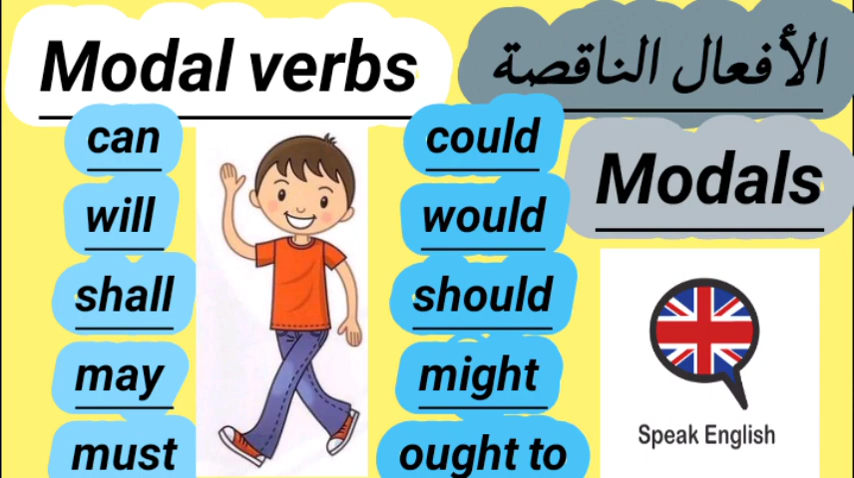 Modal verbs
الأفعال الناقصة
Modals
can
will
shall
may
must
could
would
should
might
ought to
Speak English